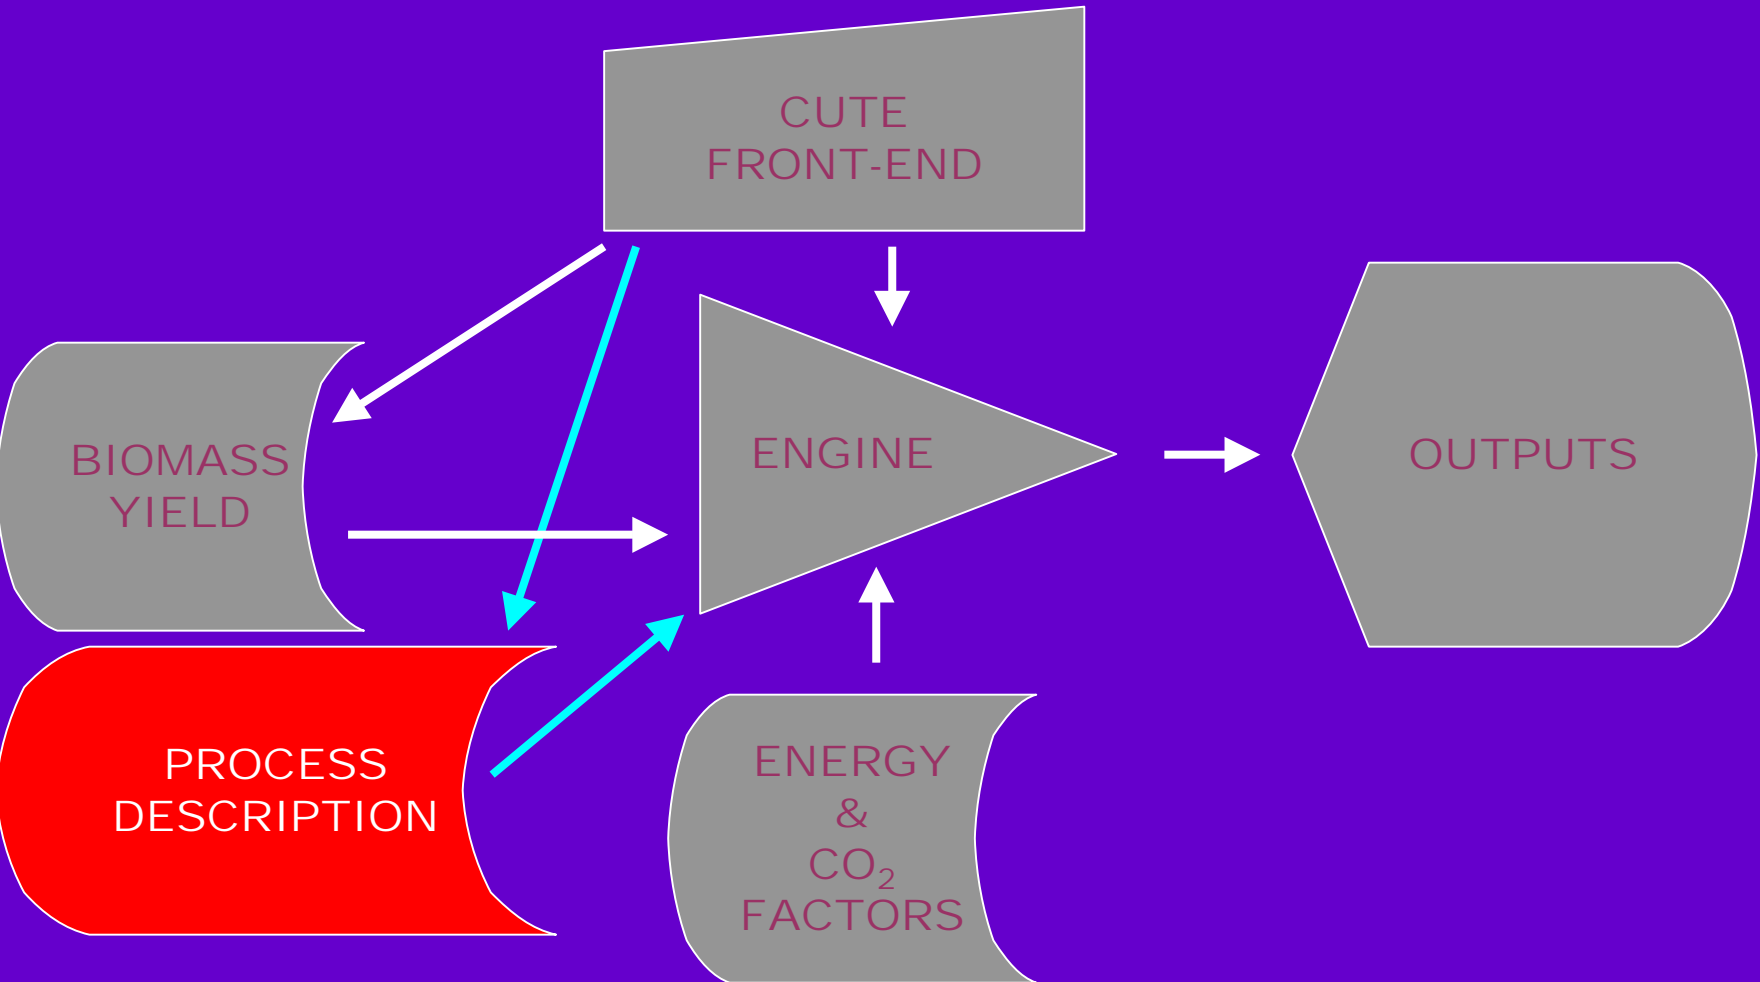 CUTE
FRONT-END
BIOMASS
YIELD
ENGINE
OUTPUTS
PROCESS
DESCRIPTION
ENERGY
&
CO₂
FACTORS